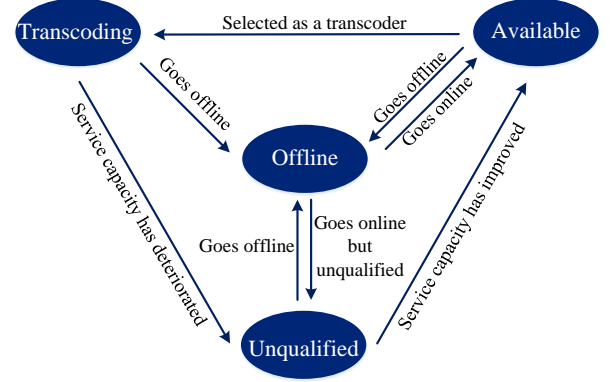 Transcoding
Selected as a transcoder
Available
Goes offline
Goes offline
Goes online
Offline
Service capacity has deteriorated
Goes offline
Goes online
but
unqualified
Service capacity has improved
Unqualified